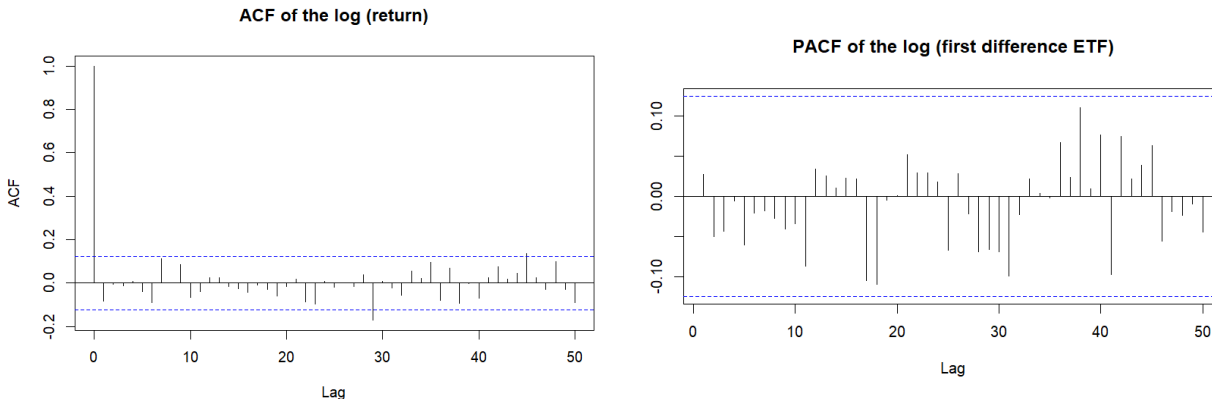 ACF of the log (return)
ACF
1.0
0.8
0.6
0.4
0.2
0.0
-0.2
0 10 20 30 40 50
Lag
PACF of the log (first difference ETF)
0.10
0.00
-0.10
0 10 20 30 40 50
Lag